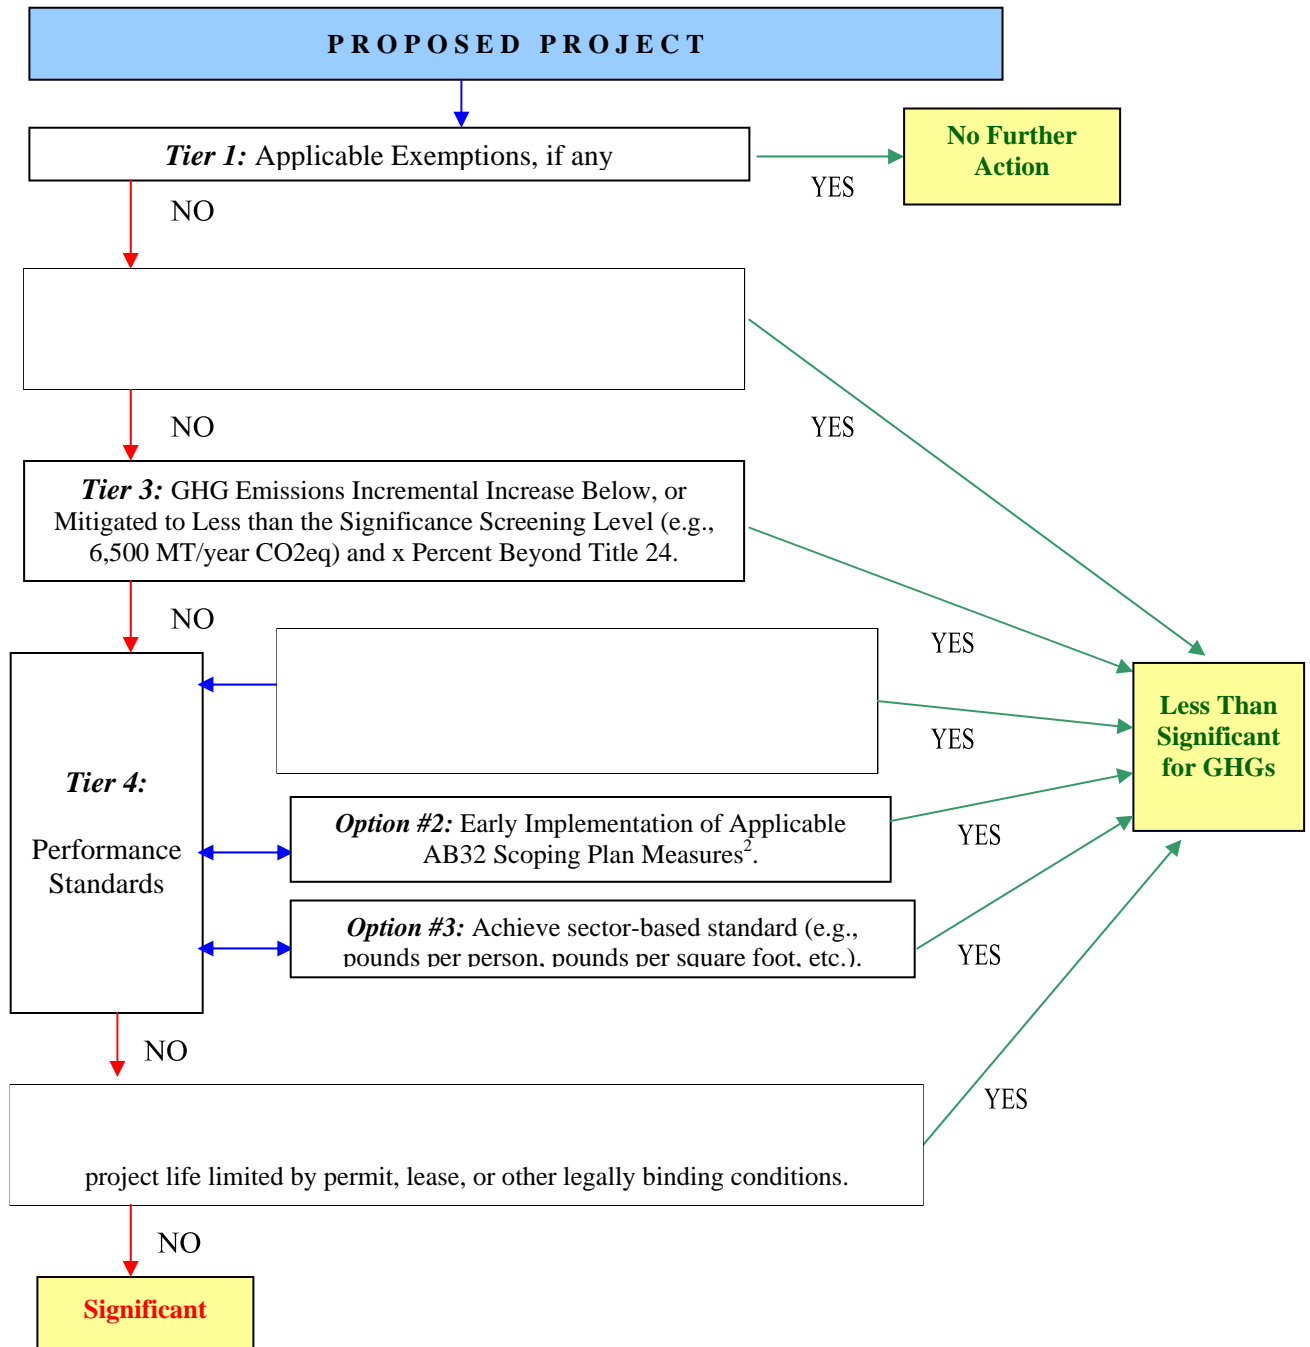 PROPOSED PROJECT
Tier 1: Applicable Exemptions, if any
No Further
Action
YES
NO
NO
YES
Tier 3: GHG Emissions Incremental Increase Below, or
Mitigated to Less than the Significance Screening Level (e.g.,
6,500 MT/year CO2eq) and x Percent Beyond Title 24.
NO
YES
Less Than
Significant
for GHGs
YES
Tier 4:
Performance
Standards
Option #2: Early Implementation of Applicable
AB32 Scoping Plan Measures².
YES
Option #3: Achieve sector-based standard (e.g.,
pounds per person, pounds per square foot, etc.).
YES
NO
YES
project life limited by permit, lease, or other legally binding conditions.
NO
Significant